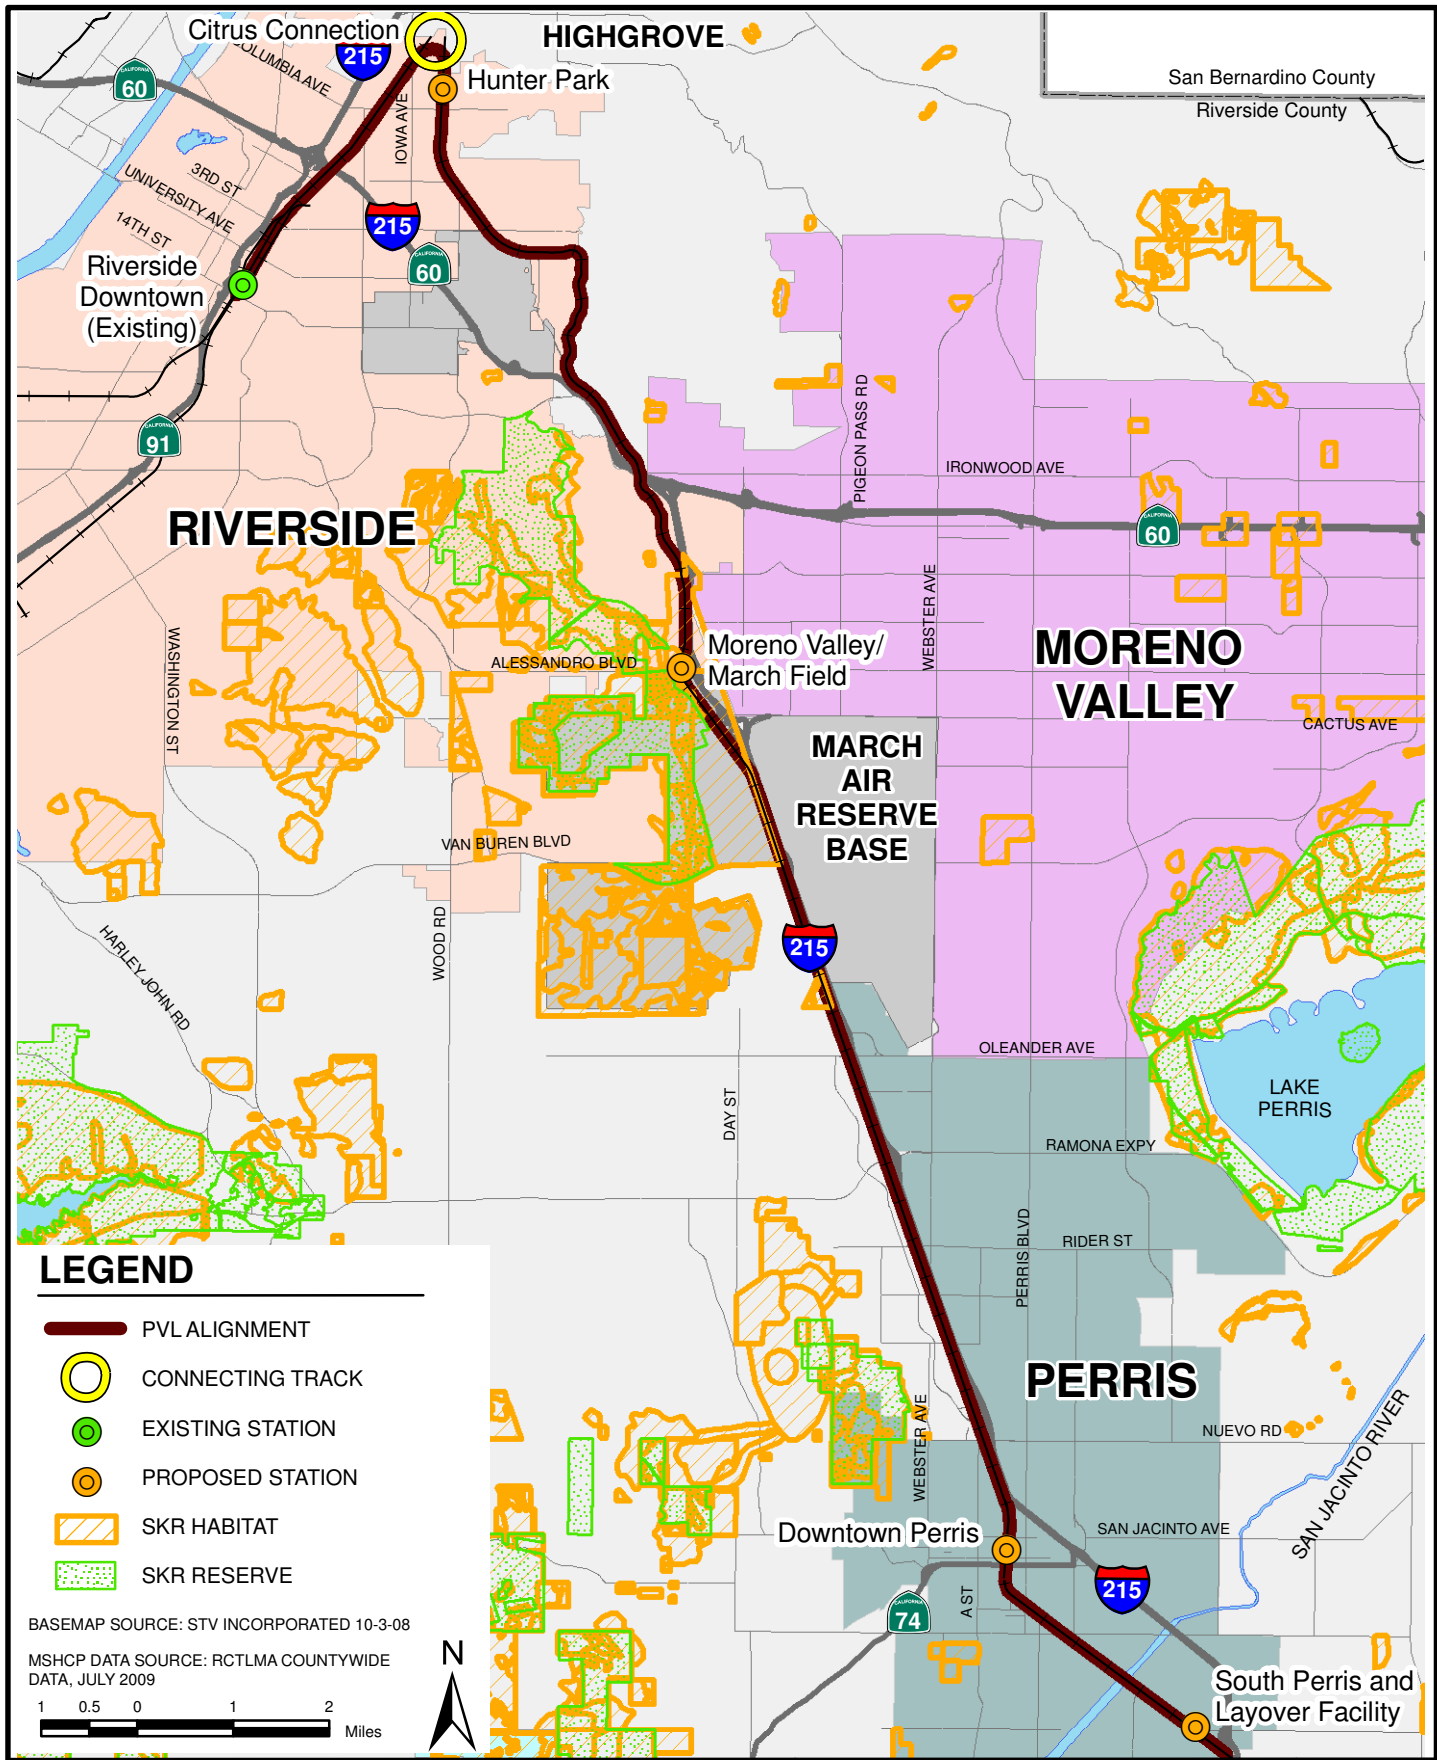 Citrus Connection
HIGHGROVE
215
COLUMBIA AVE
CALIFORNIA
60
Hunter Park
San Bernardino County
Riverside County
IOWA AVE
3RD ST
UNIVERSITY AVE
14TH ST
215
CALIFORNIA
60
Riverside
Downtown
(Existing)
PIGEON PASS RD
CALIFORNIA
91
IRONWOOD AVE
RIVERSIDE
CALIFORNIA
60
WEBSTER AVE
WASHINGTON ST
ALESSANDRO BLVD
Moreno Valley/
March Field
MORENO
VALLEY
CACTUS AVE
MARCH
AIR
RESERVE
BASE
VAN BUREN BLVD
WOOD RD
HARLEY JOHN RD
215
OLEANDER AVE
LAKE
PERRIS
DAY ST
RAMONA EXPY
PERRIS BLVD
RIDER ST
PERRIS
WEBSTER AVE
NUEVO RD
SAN JACINTO RIVER
Downtown Perris
SAN JACINTO AVE
215
A ST
CALIFORNIA
74
South Perris and
Layover Facility
LEGEND
PVL ALIGNMENT
CONNECTING TRACK
EXISTING STATION
PROPOSED STATION
SKR HABITAT
SKR RESERVE
BASEMAP SOURCE: STV INCORPORATED 10-3-08
MSHCP DATA SOURCE: RCTLMA COUNTYWIDE
DATA, JULY 2009
N
1 0.5 0 1 2
Miles